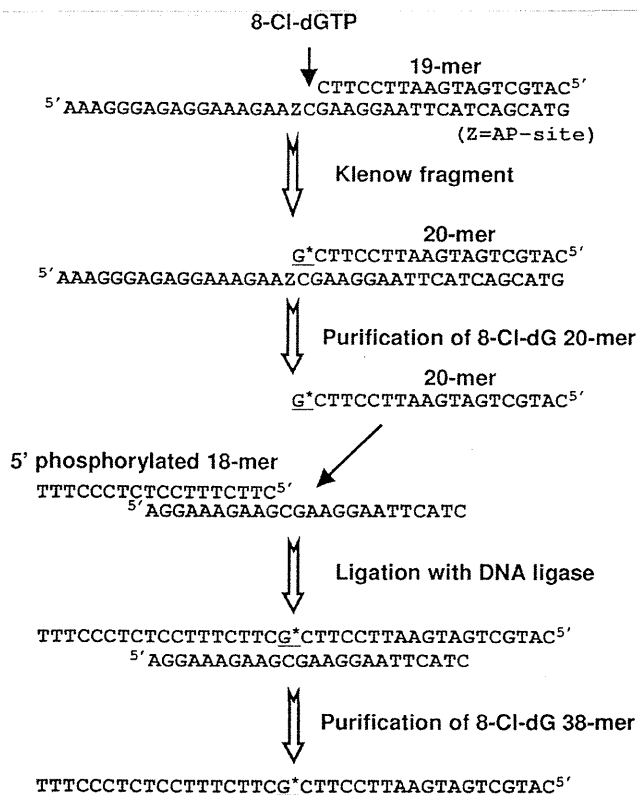 8-Cl-dGTP
19-mer
CTTCCTTAAGTAGTCGTAC5'
5'AAAGGGAGAGGAAAGAAZCGAAGGAATTCATCAGCATG
(Z=AP-site)
Klenow fragment
20-mer
G*CTTCCTTAAGTAGTCGTAC5'
5'AAAGGGAGAGGAAAGAAZCGAAGGAATTCATCAGCATG
Purification of 8-Cl-dG 20-mer
20-mer
G*CTTCCTTAAGTAGTCGTAC5'
5' phosphorylated 18-mer
TTTCCCTCTCCTTTCTTC5'
5'AGGAAAGAAGCGAAGGAATTCATC
Ligation with DNA ligase
TTTCCCTCTCCTTTCTTCG*CTTCCTTAAGTAGTCGTAC5'
5'AGGAAAGAAGCGAAGGAATTCATC
Purification of 8-Cl-dG 38-mer
TTTCCCTCTCCTTTCTTCG*CTTCCTTAAGTAGTCGTAC5'